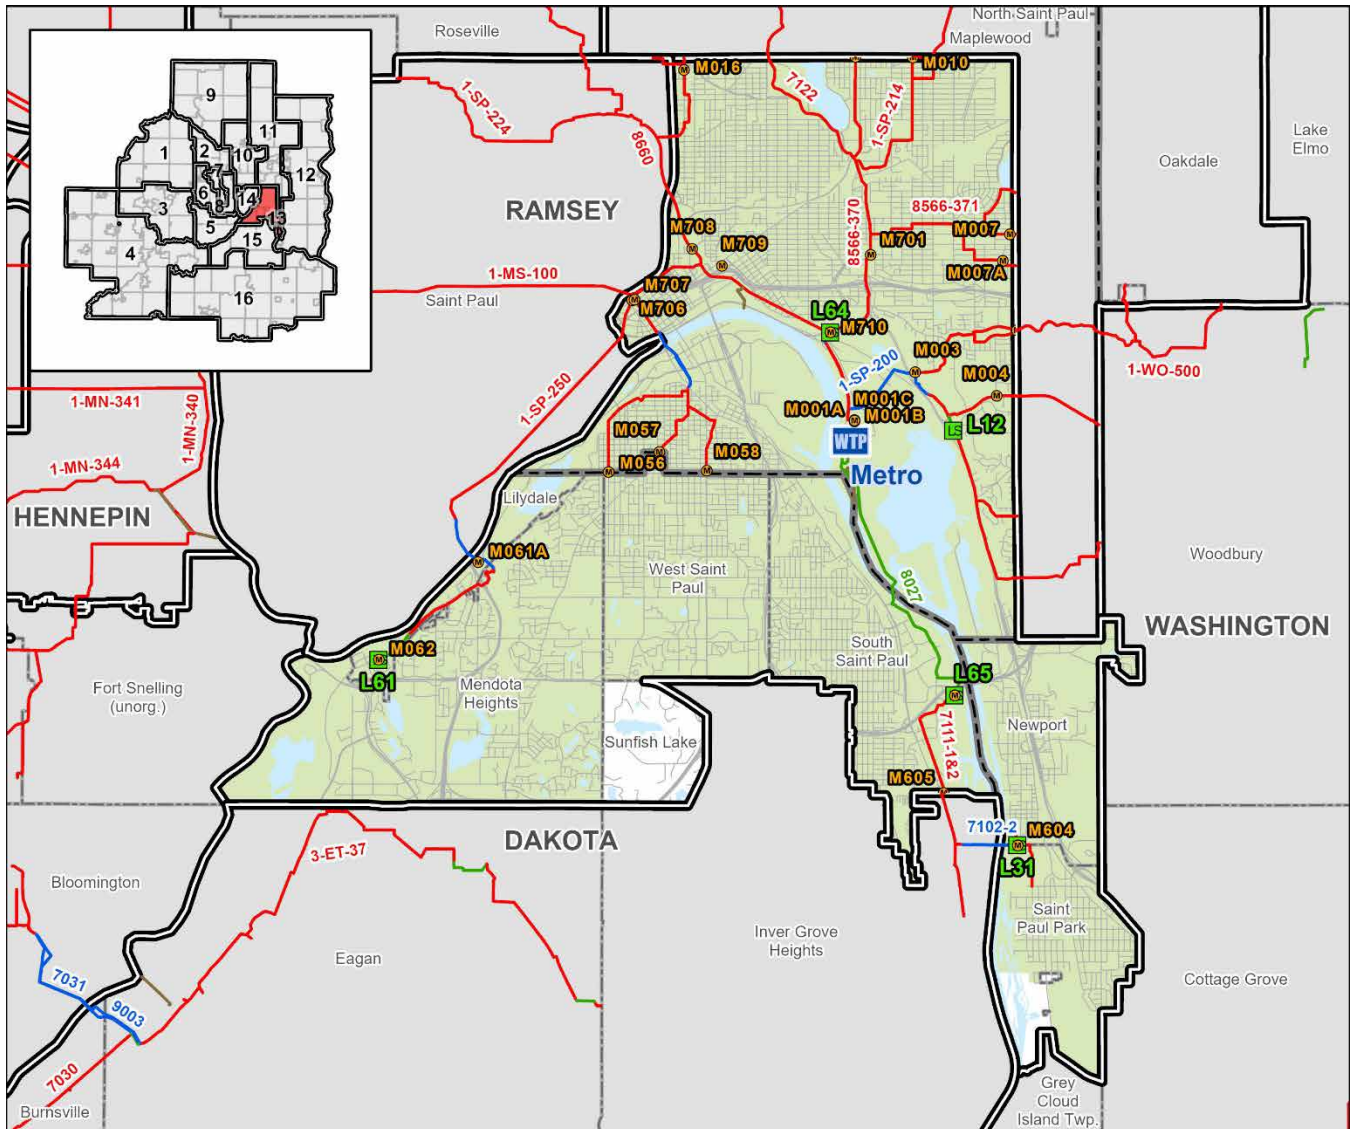 North Saint Paul
Roseville
Maplewood
M016
M010
7122
1-SP-214
1-SP-224
8660
9
11
1
2
10
7
12
6
14
8
3
13
5
15
4
16
Lake
Elmo
Oakdale
RAMSEY
8566-371
M007
M708
M709
8566-370
M701
M007A
1-MS-100
Saint Paul
M707
M706
L64
M710
M003
1-SP-200
M004
1-WO-500
1-MN-341
1-MN-340
1-SP-250
M001C
M001A
M001B
L12
LS
M057
M056
M058
WTP
Metro
1-MN-344
HENNEPIN
Lilydale
M061A
West Saint
Paul
8027
Woodbury
WASHINGTON
South
Saint Paul
M062
L61
L65
Fort Snelling
(unorg.)
Mendota
Heights
Newport
Sunfish Lake
7111-1&2
M605
7102-2
M604
L31
DAKOTA
3-ET-37
Bloomington
Saint
Paul Park
Inver Grove
Heights
Eagan
Cottage Grove
7031
9003
7030
Burnsville
Grey
Cloud
Island Twp.